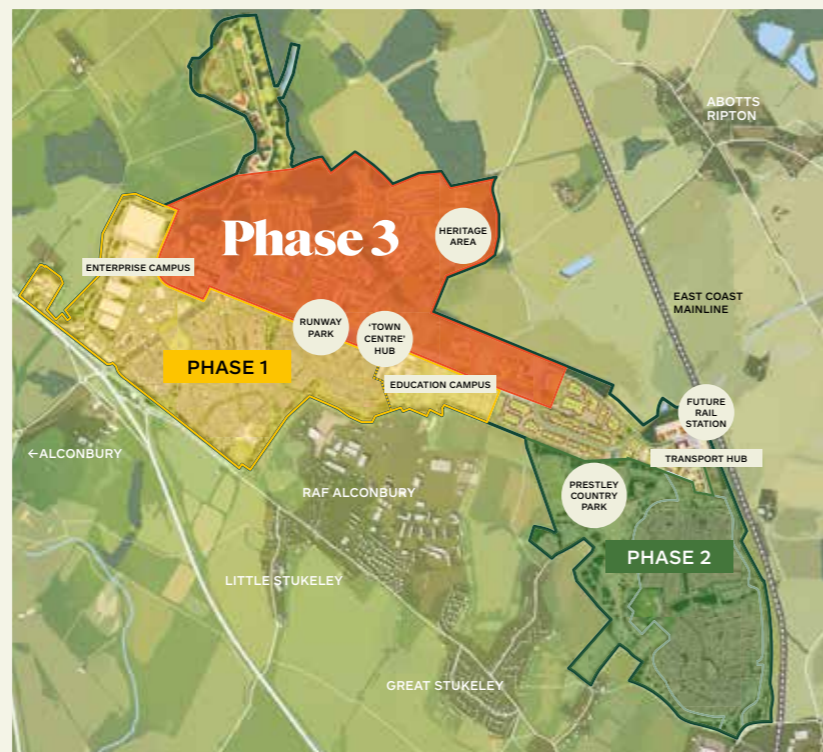 ABOTTS
RIPTON
Phase 3
HERITAGE
AREA
ENTERPRISE CAMPUS
EAST COAST
MAINLINE
RUNWAY
PARK
‘TOWN
CENTRE’
HUB
PHASE 1
EDUCATION CAMPUS
FUTURE
RAIL
STATION
←ALCONBURY
TRANSPORT HUB
RAF ALCONBURY
PRESTLEY
COUNTRY
PARK
PHASE 2
LITTLE STUKELEY
GREAT STUKELEY